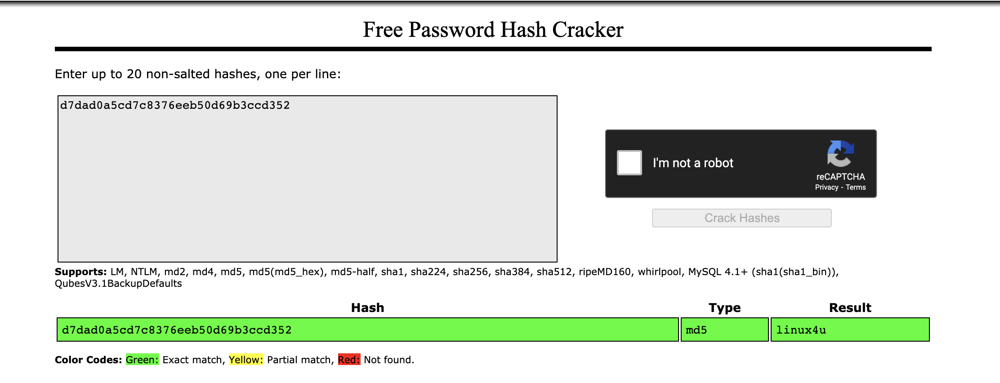 Free Password Hash Cracker
Enter up to 20 non-salted hashes, one per line:
d7dad0a5cd7c8376eeb50d69b3ccd352
I'm not a robot
reCAPTCHA
Privacy - Terms
Crack Hashes
Supports: LM, NTLM, md2, md4, md5, md5(md5_hex), md5-half, sha1, sha224, sha256, sha384, sha512, ripeMD160, whirlpool, MySQL 4.1+ (sha1(sha1_bin)),
QubesV3.1BackupDefaults
Hash Type Result
d7dad0a5cd7c8376eeb50d69b3ccd352 md5 linux4u
Color Codes: Green: Exact match, Yellow: Partial match, Red: Not found.